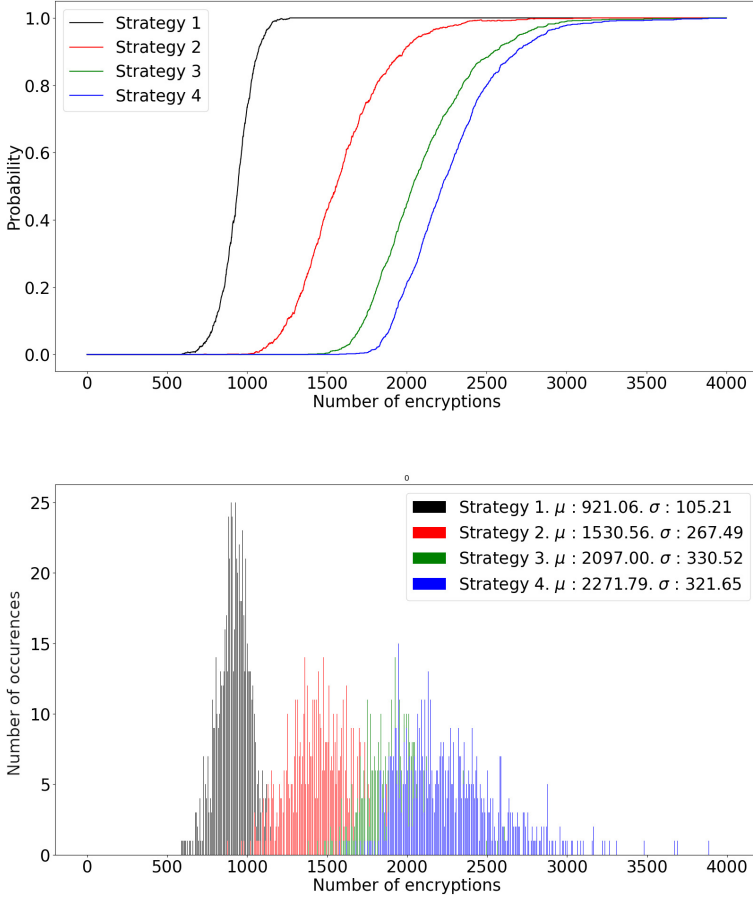 1.0
0.8
0.6
0.4
0.2
0.0
Probability
Strategy 1
Strategy 2
Strategy 3
Strategy 4
0 500 1000 1500 2000 2500 3000 3500 4000
Number of encryptions
0
25
20
15
10
5
0
Number of occurences
Strategy 1. μ : 921.06. σ : 105.21
Strategy 2. μ : 1530.56. σ : 267.49
Strategy 3. μ : 2097.00. σ : 330.52
Strategy 4. μ : 2271.79. σ : 321.65
0 500 1000 1500 2000 2500 3000 3500 4000
Number of encryptions